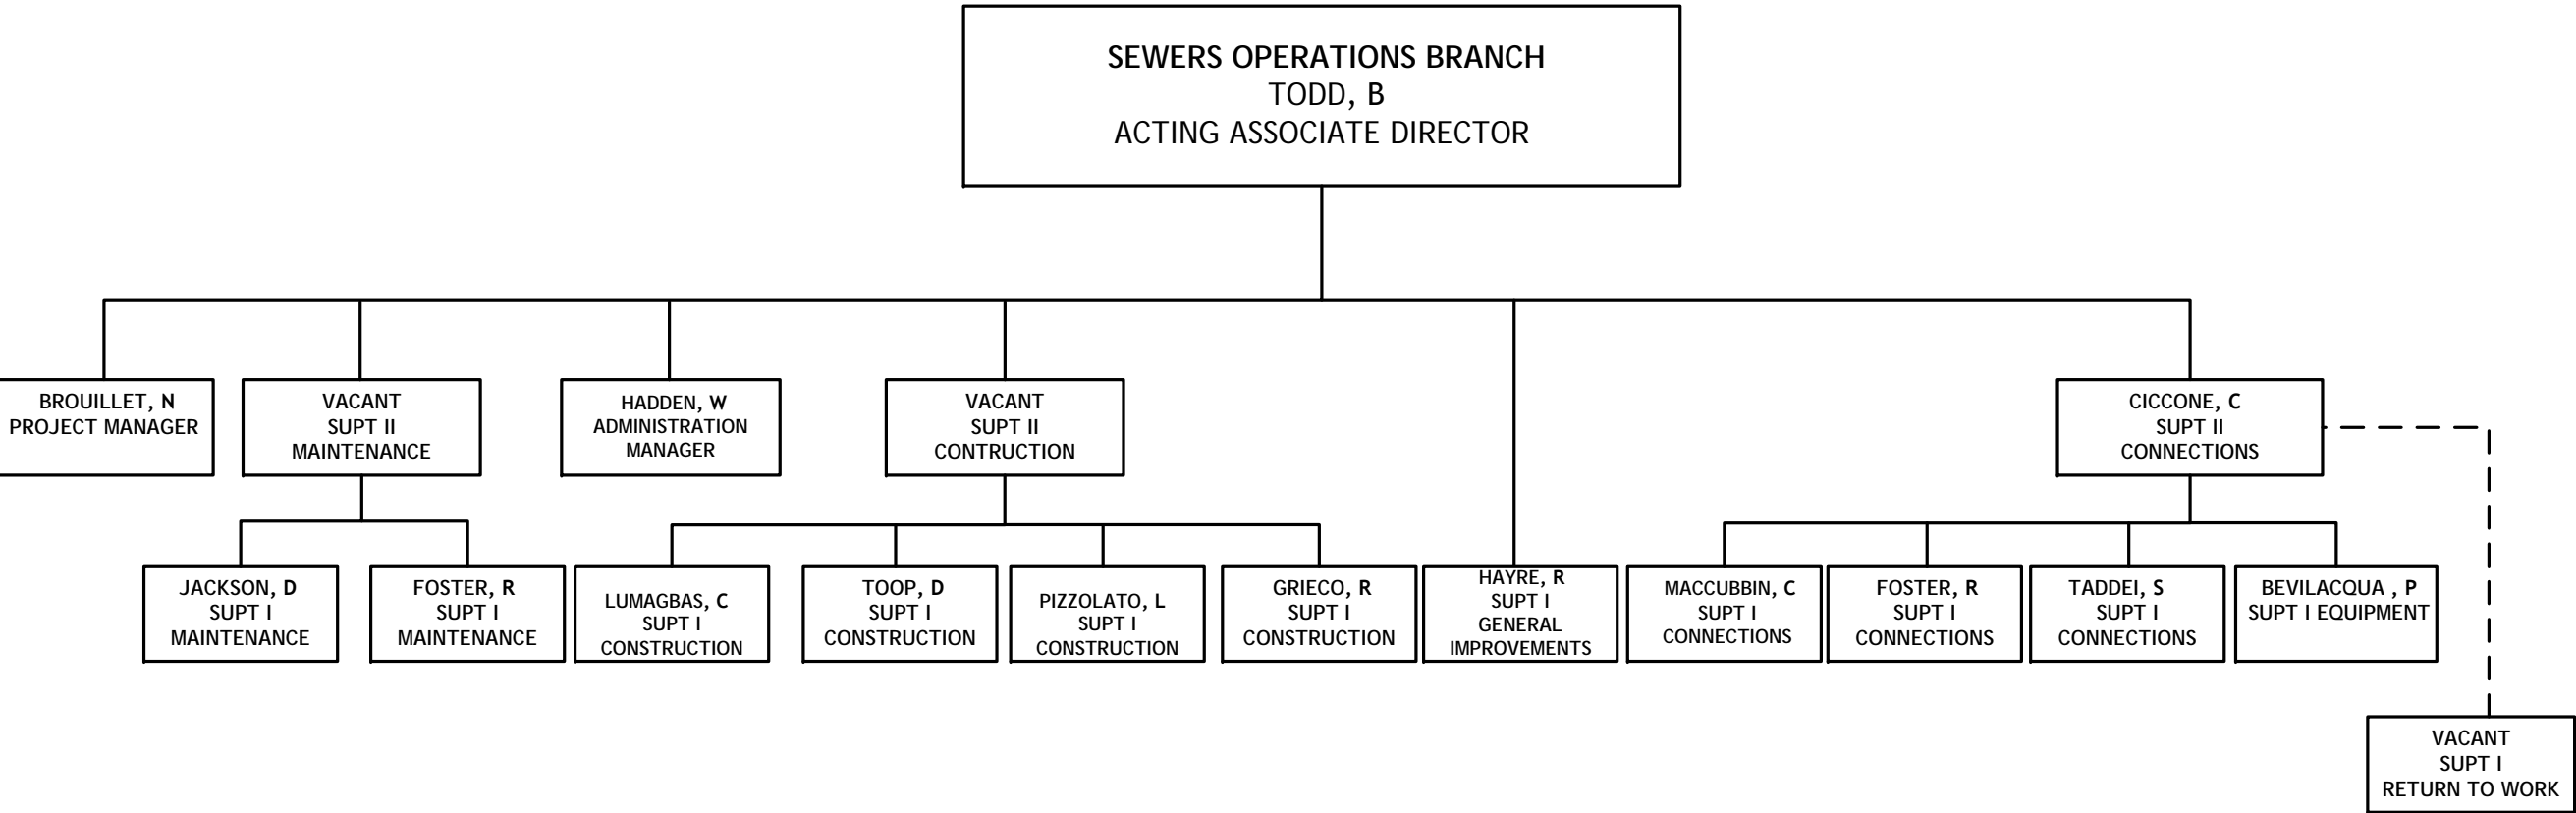 SEWERS OPERATIONS BRANCH
TODD, B
ACTING ASSOCIATE DIRECTOR
BROUILLET, N
PROJECT MANAGER
VACANT
SUPT II
MAINTENANCE
HADDEN, W
ADMINISTRATION
MANAGER
VACANT
SUPT II
CONTRUCTION
CICCONE, C
SUPT II
CONNECTIONS
JACKSON, D
SUPT I
MAINTENANCE
FOSTER, R
SUPT I
MAINTENANCE
LUMAGBAS, C
SUPT I
CONSTRUCTION
TOOP, D
SUPT I
CONSTRUCTION
PIZZOLATO, L
SUPT I
CONSTRUCTION
GRIECO, R
SUPT I
CONSTRUCTION
HAYRE, R
SUPT I
GENERAL
IMPROVEMENTS
MACCUBBIN, C
SUPT I
CONNECTIONS
FOSTER, R
SUPT I
CONNECTIONS
TADDEI, S
SUPT I
CONNECTIONS
BEVILACQUA , P
SUPT I EQUIPMENT
VACANT
SUPT I
RETURN TO WORK